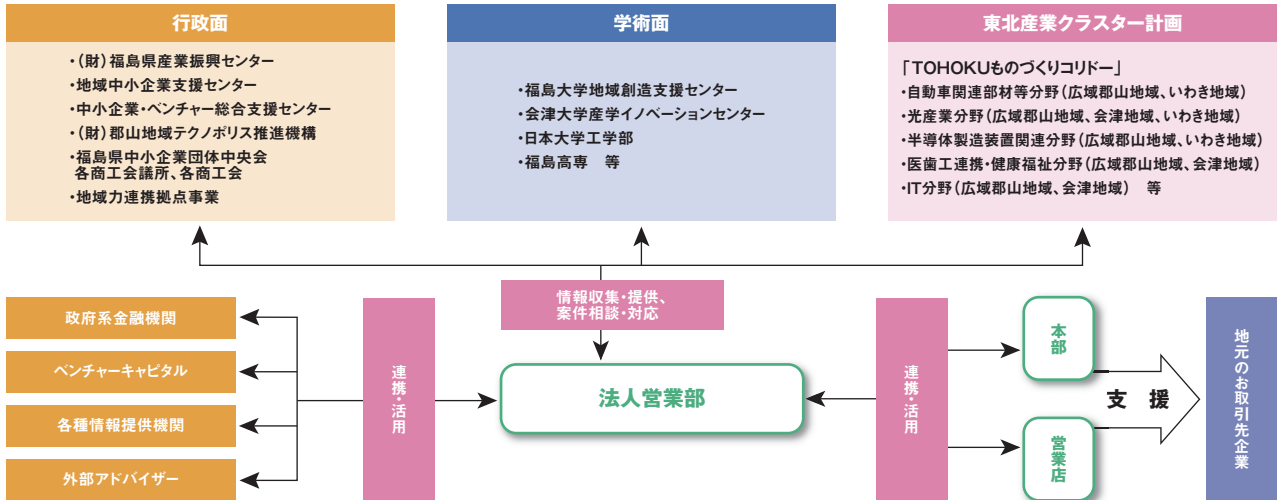 行政面
・(財)福島県産業振興センター
・地域中小企業支援センター
・中小企業・ベンチャー総合支援センター
・(財)郡山地域テクノポリス推進機構
・福島県中小企業団体中央会
各商工会議所、各商工会
・地域力連携拠点事業
学術面
・福島大学地域創造支援センター
・会津大学産学イノベーションセンター
・日本大学工学部
・福島高専　等
東北産業クラスター計画
「TOHOKUものづくりコリドー」
・自動車関連部材等分野(広域郡山地域、いわき地域)
・光産業分野(広域郡山地域、会津地域、いわき地域)
・半導体製造装置関連分野(広域郡山地域、いわき地域)
・医歯工連携・健康福祉分野(広域郡山地域、会津地域)
・IT分野(広域郡山地域、会津地域)　等
情報収集・提供、
案件相談・対応
政府系金融機関
ベンチャーキャピタル
各種情報提供機関
外部アドバイザー
連携・活用
法人営業部
連携・活用
本部
営業店
支　援
地元のお取引先企業